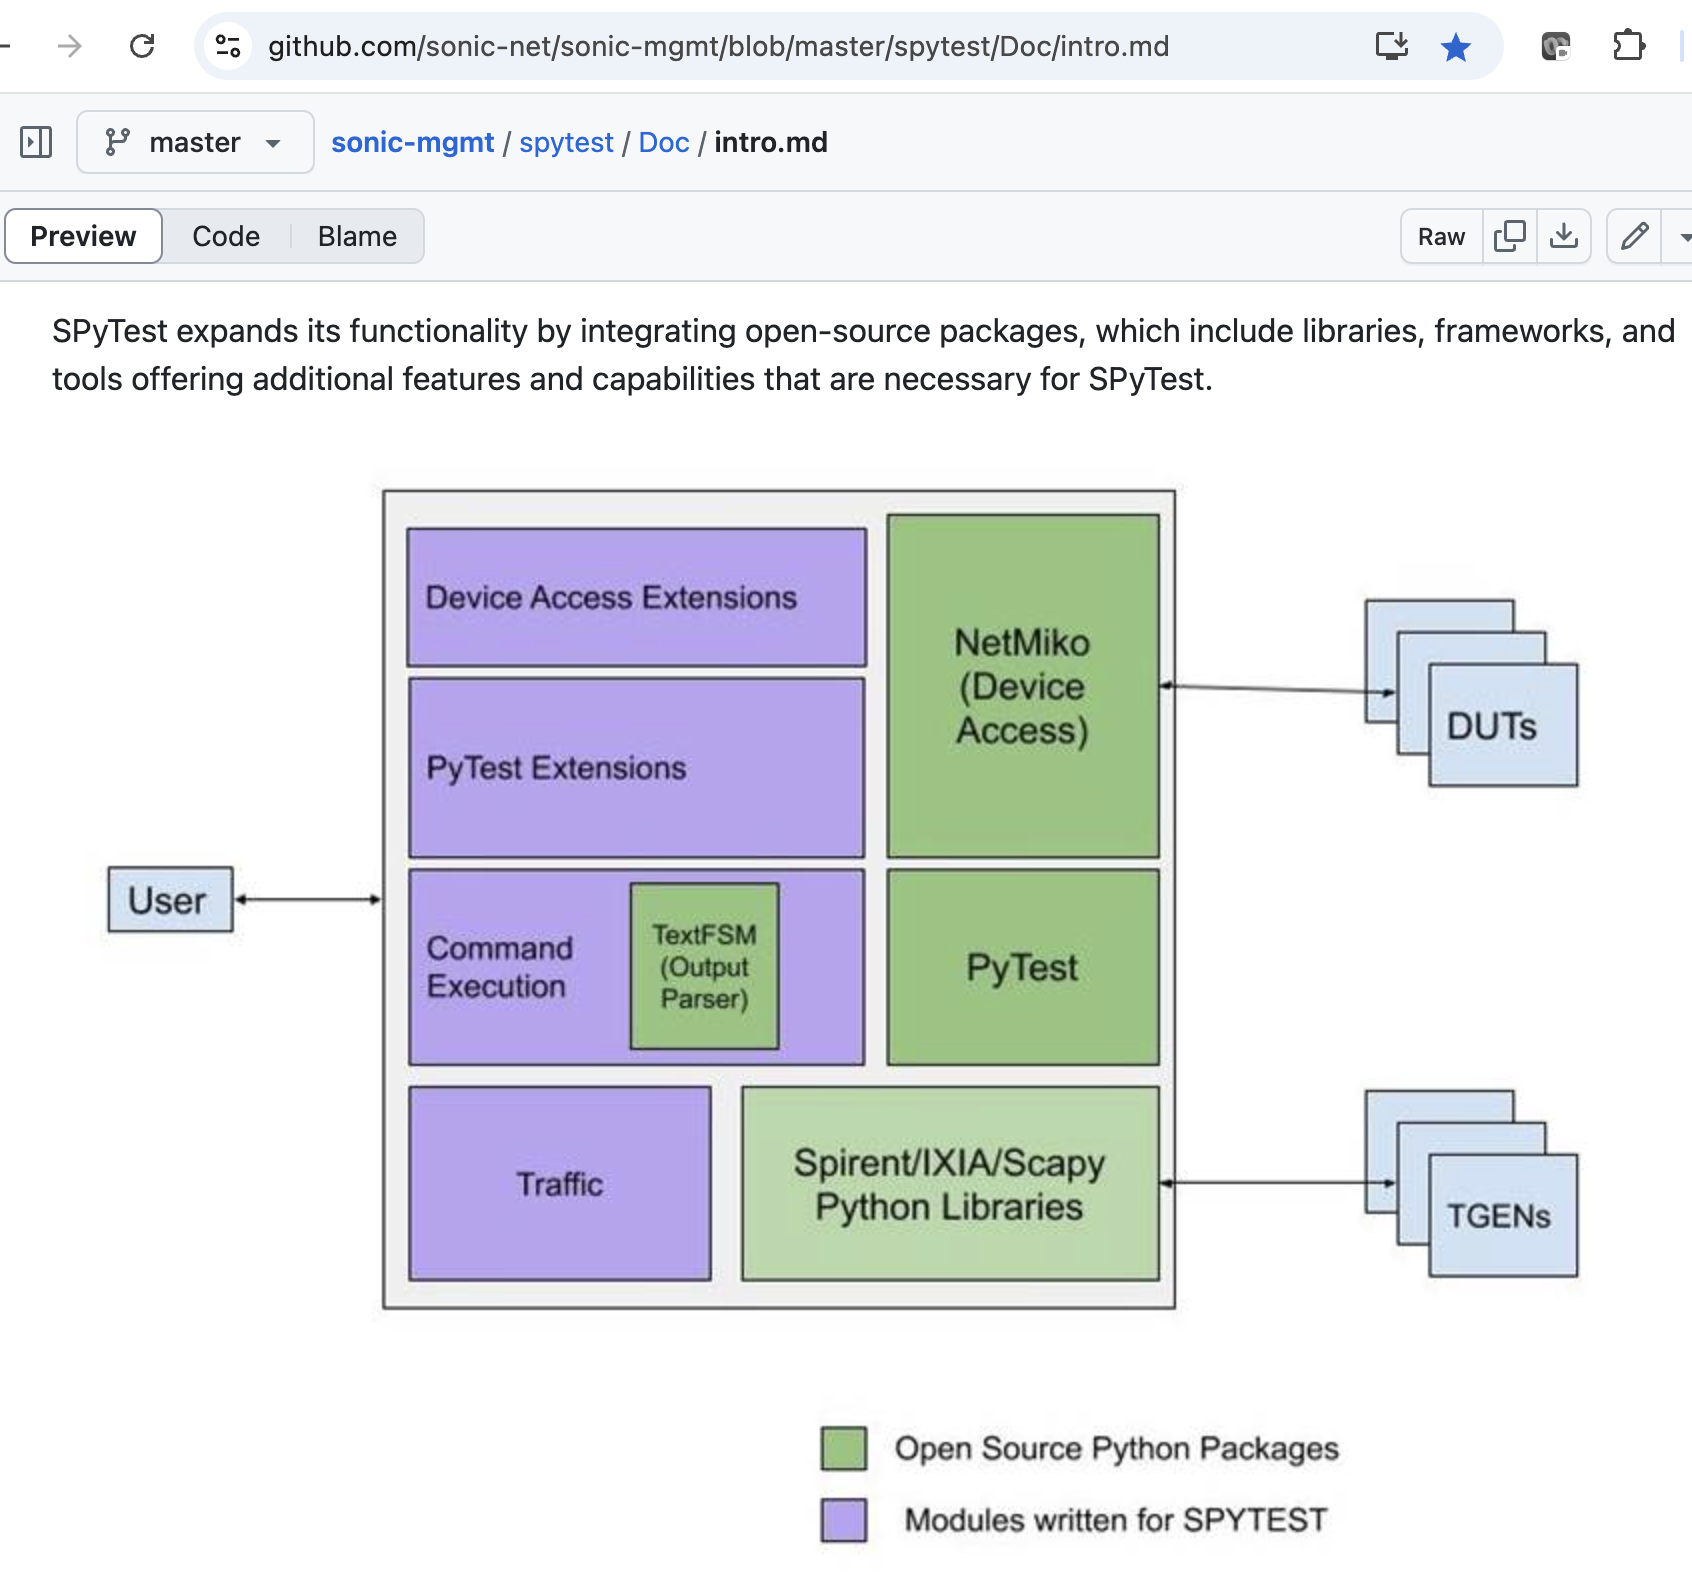 github.com/sonic-net/sonic-mgmt/blob/master/spytest/Doc/intro.md
master
sonic-mgmt / spytest / Doc / intro.md
Preview
Code
Blame
Raw
SPyTest expands its functionality by integrating open-source packages, which include libraries, frameworks, and
tools offering additional features and capabilities that are necessary for SPyTest.
Device Access Extensions
NetMiko
(Device
Access)
PyTest Extensions
DUTs
User
Command
Execution
TextFSM
(Output
Parser)
PyTest
Traffic
Spirent/IXIA/Scapy
Python Libraries
TGENs
Open Source Python Packages
Modules written for SPYTEST